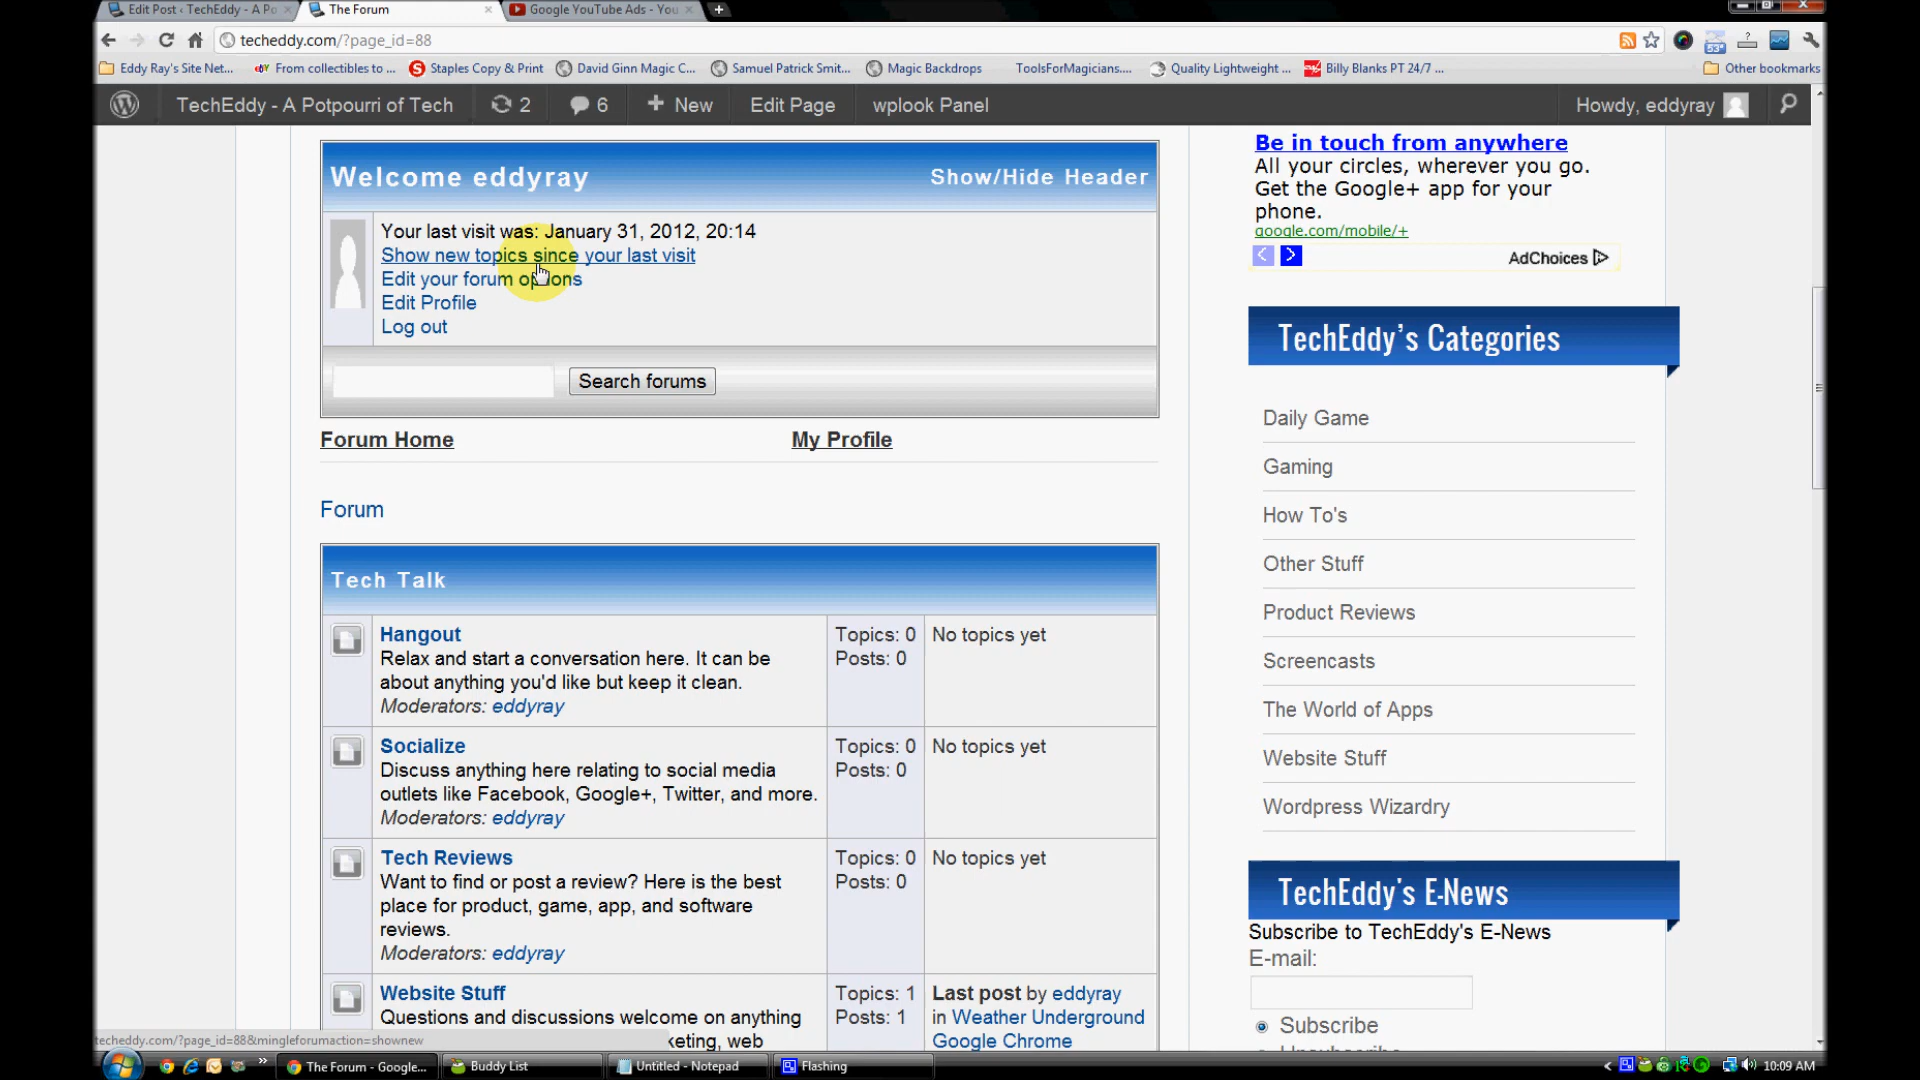 Edit Post ‹ TechEddy - A Po
The Forum
Google YouTube Ads - You
techeddy.com/?page_id=88
53°
Eddy Ray's Site Net...
From collectibles to ...
Staples Copy & Print
David Ginn Magic C...
Samuel Patrick Smit...
Magic Backdrops
ToolsForMagicians....
Quality Lightweight ...
Billy Blanks PT 24/7 ...
Other bookmarks
TechEddy - A Potpourri of Tech
2
6
+ New
Edit Page
wplook Panel
Howdy, eddyray
Welcome eddyray
Show/Hide Header
Your last visit was: January 31, 2012, 20:14
Show new topics since your last visit
Edit your forum options
Edit Profile
Log out
Search forums
Forum Home
My Profile
Forum
Tech Talk
Hangout
Relax and start a conversation here. It can be
about anything you'd like but keep it clean.
Moderators: eddyray
Topics: 0
Posts: 0
No topics yet
Socialize
Discuss anything here relating to social media
outlets like Facebook, Google+, Twitter, and more.
Moderators: eddyray
Topics: 0
Posts: 0
No topics yet
Tech Reviews
Want to find or post a review? Here is the best
place for product, game, app, and software
reviews.
Moderators: eddyray
Topics: 0
Posts: 0
No topics yet
Website Stuff
Questions and discussions welcome on anything
keting, web
Topics: 1
Posts: 1
Last post by eddyray
in Weather Underground
Google Chrome
Be in touch from anywhere
All your circles, wherever you go.
Get the Google+ app for your
phone.
google.com/mobile/+
AdChoices
TechEddy's Categories
Daily Game
Gaming
How To's
Other Stuff
Product Reviews
Screencasts
The World of Apps
Website Stuff
Wordpress Wizardry
TechEddy's E-News
Subscribe to TechEddy's E-News
E-mail:
Subscribe
techeddy.com/?page_id=88&mingleforumaction=shownew
The Forum - Google...
Buddy List
Untitled - Notepad
Flashing
10:09 AM